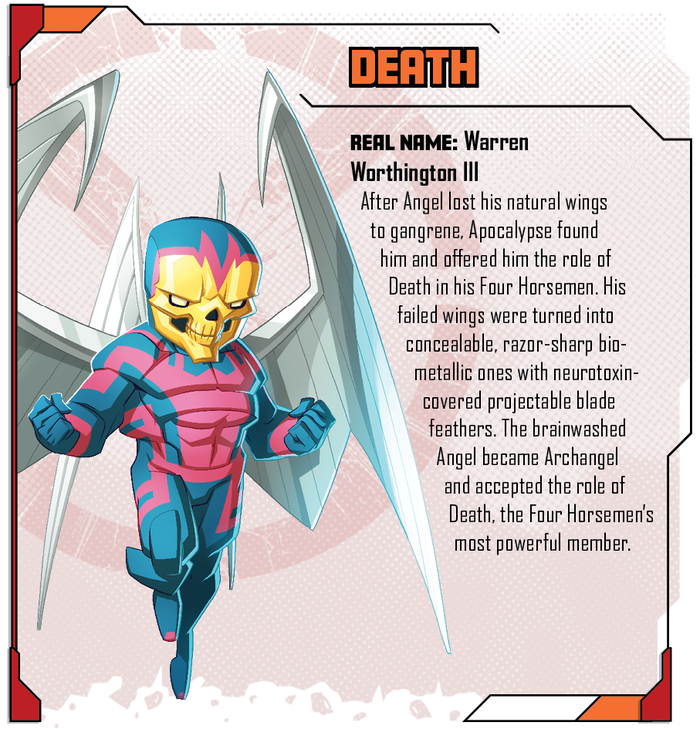 DEATH
REAL NAME: Warren
Worthington III
After Angel lost his natural wings
to gangrene, Apocalypse found
him and offered him the role of
Death in his Four Horsemen. His
failed wings were turned into
concealable, razor-sharp bio-
metallic ones with neurotoxin-
covered projectable blade
feathers. The brainwashed
Angel became Archangel
and accepted the role of
Death, the Four Horsemen's
most powerful member.